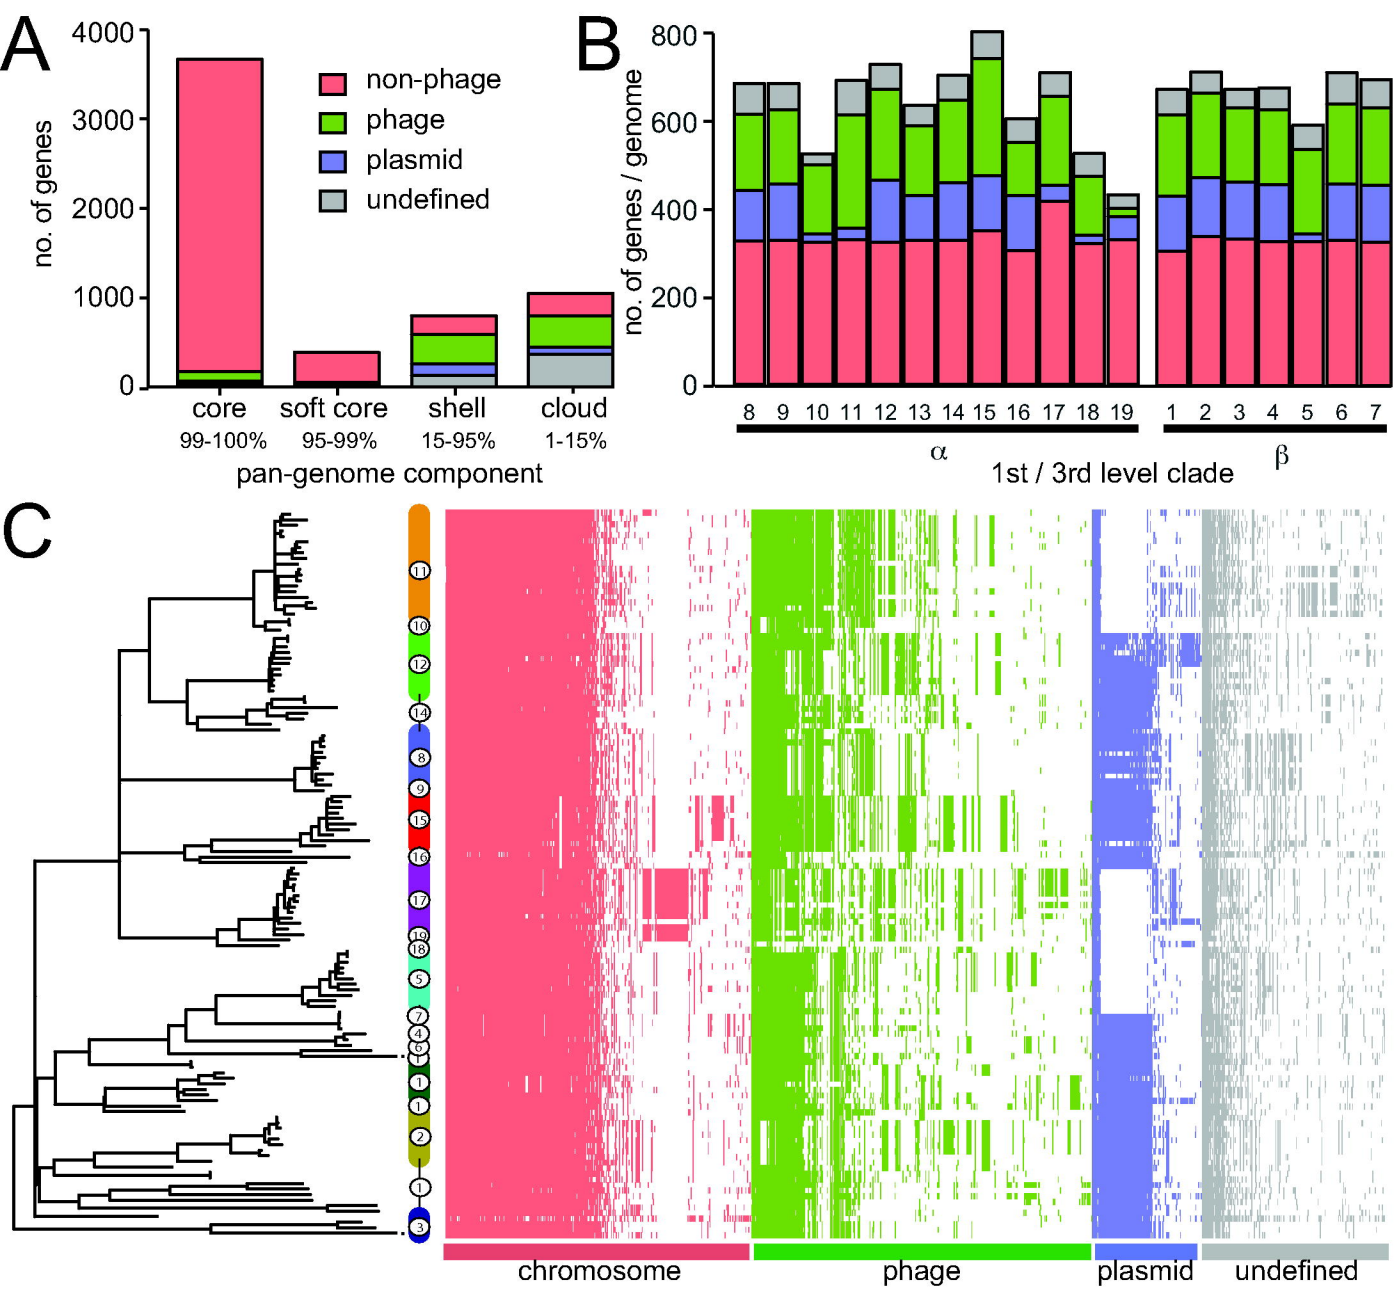 A
4000
3000
2000
1000
0
no. of genes
non-phage
phage
plasmid
undefined
core
soft core
shell
cloud
99-100%
95-99%
15-95%
1-15%
pan-genome component
B
800
600
400
200
0
no. of genes / genome
8 9 10 11 12 13 14 15 16 17 18 19
1 2 3 4 5 6 7
α
β
1st / 3rd level clade
C
11
10
12
14
8
9
15
16
17
19
18
5
7
4
6
1
1
1
2
1
3
chromosome
phage
plasmid
undefined